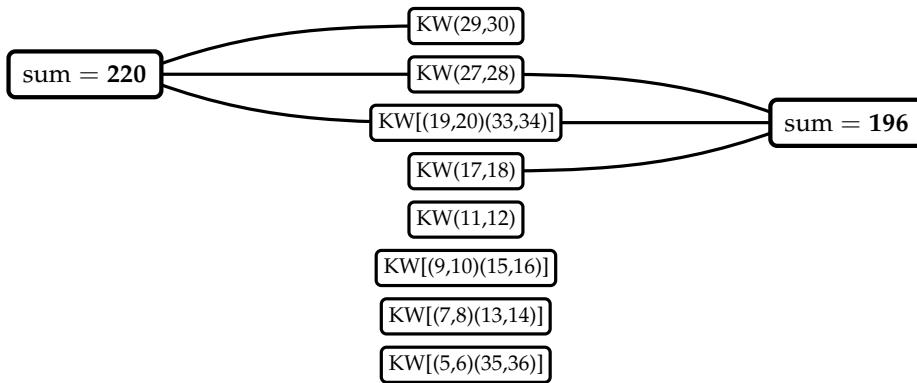 KW(29,30)
sum = 220
KW(27,28)
KW[(19,20)(33,34)]
sum = 196
KW(17,18)
KW(11,12)
KW[(9,10)(15,16)]
KW[(7,8)(13,14)]
KW[(5,6)(35,36)]